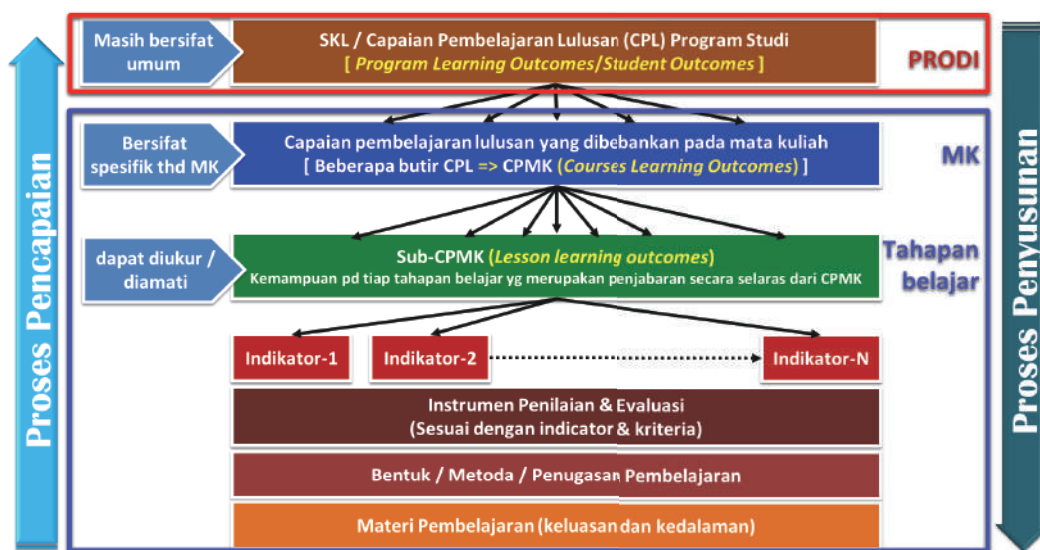 Masih bersifat
umum
SKL / Capaian Pembelajaran Lulusan (CPL) Program Studi
[ Program Learning Outcomes/Student Outcomes ]
PRODI
Bersifat
spesifik thd MK
Capaian pembelajaran lulusan yang dibebankan pada mata kuliah
[ Beberapa butir CPL => CPMK (Courses Learning Outcomes) ]
MK
dapat diukur /
diamati
Sub-CPMK (Lesson learning outcomes)
Kemampuan pd tiap tahapan belajar yg merupakan penjabaran secara selaras dari CPMK
Tahapan
belajar
Indikator-1
Indikator-2
Indikator-N
Instrumen Penilaian & Evaluasi
(Sesuai dengan indicator & kriteria)
Bentuk / Metoda / Penugasan Pembelajaran
Materi Pembelajaran (keluasan dan kedalaman)
Proses Pencapaian
Proses Penyusunan